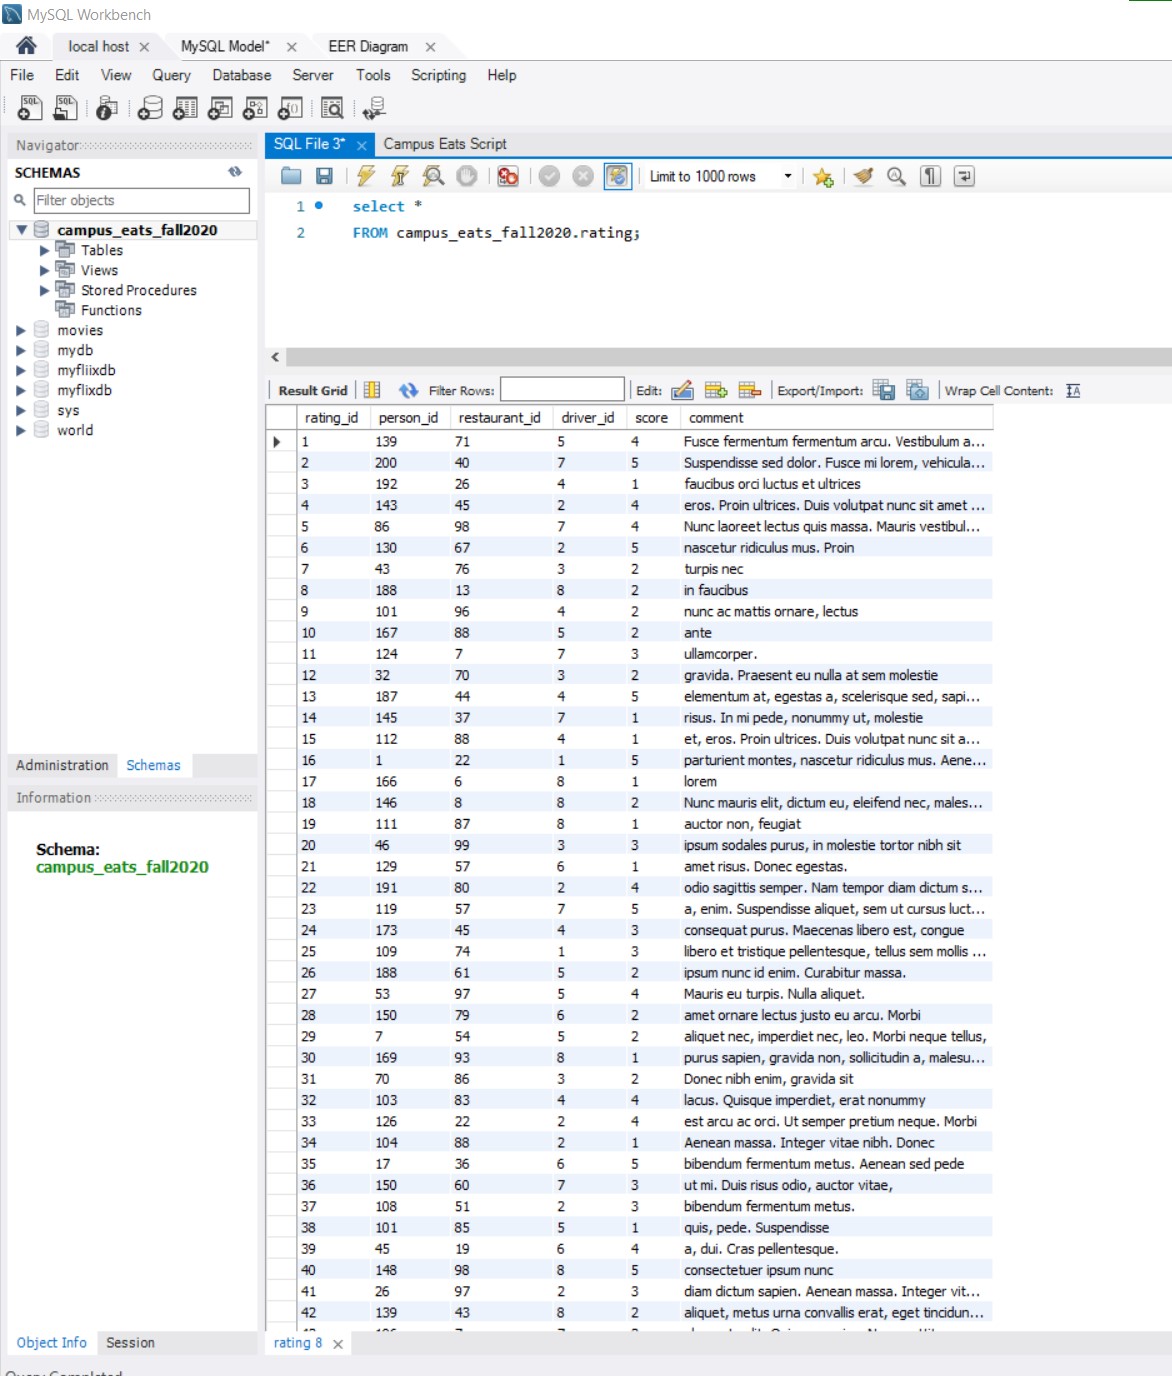 MySQL Workbench
local host MySQL Model* EER Diagram
File Edit View Query Database Server Tools Scripting Help
Navigator SQL File 3* Campus Eats Script
SCHEMAS
Limit to 1000 rows
Filter objects
1 select *
2 FROM campus_eats_fall2020.rating;
campus_eats_fall2020
Tables
Views
Stored Procedures
Functions
movies
mydb
myfliixdb
myflixdb
sys
world
Result Grid Filter Rows: Edit: Export/Import: Wrap Cell Content:
rating_id person_id restaurant_id driver_id score comment
1 139 71 5 4 Fusce fermentum fermentum arcu. Vestibulum a...
2 200 40 7 5 Suspendisse sed dolor. Fusce mi lorem, vehicula...
3 192 26 4 1 faucibus orci luctus et ultrices
4 143 45 2 4 eros. Proin ultrices. Duis volutpat nunc sit amet ...
5 86 98 7 4 Nunc laoreet lectus quis massa. Mauris vestibul...
6 130 67 2 5 nascetur ridiculus mus. Proin
7 43 76 3 2 turpis nec
8 188 13 8 2 in faucibus
9 101 96 4 2 nunc ac mattis ornare, lectus
10 167 88 5 2 ante
11 124 7 7 3 ullamcorper.
12 32 70 3 2 gravida. Praesent eu nulla at sem molestie
13 187 44 4 5 elementum at, egestas a, scelerisque sed, sapi...
14 145 37 7 1 risus. In mi pede, nonummy ut, molestie
15 112 88 4 1 et, eros. Proin ultrices. Duis volutpat nunc sit a...
16 1 22 1 5 parturient montes, nascetur ridiculus mus. Aene...
17 166 6 8 1 lorem
18 146 8 8 2 Nunc mauris elit, dictum eu, eleifend nec, males...
19 111 87 8 1 auctor non, feugiat
20 46 99 3 3 ipsum sodales purus, in molestie tortor nibh sit
21 129 57 6 1 amet risus. Donec egestas.
22 191 80 2 4 odio sagittis semper. Nam tempor diam dictum s...
23 119 57 7 5 a, enim. Suspendisse aliquet, sem ut cursus luct...
24 173 45 4 3 consequat purus. Maecenas libero est, congue
25 109 74 1 3 libero et tristique pellentesque, tellus sem mollis ...
26 188 61 5 2 ipsum nunc id enim. Curabitur massa.
27 53 97 5 4 Mauris eu turpis. Nulla aliquet.
28 150 79 6 2 amet ornare lectus justo eu arcu. Morbi
29 7 54 5 2 aliquet nec, imperdiet nec, leo. Morbi neque tellus,
30 169 93 8 1 purus sapien, gravida non, sollicitudin a, malesu...
31 70 86 3 2 Donec nibh enim, gravida sit
32 103 83 4 4 lacus. Quisque imperdiet, erat nonummy
33 126 22 2 4 est arcu ac orci. Ut semper pretium neque. Morbi
34 104 88 2 1 Aenean massa. Integer vitae nibh. Donec
35 17 36 6 5 bibendum fermentum metus. Aenean sed pede
36 150 60 7 3 ut mi. Duis risus odio, auctor vitae,
37 108 51 2 3 bibendum fermentum metus.
38 101 85 5 1 quis, pede. Suspendisse
39 45 19 6 4 a, dui. Cras pellentesque.
40 148 98 8 5 consectetuer ipsum nunc
41 26 97 2 3 diam dictum sapien. Aenean massa. Integer vit...
42 139 43 8 2 aliquet, metus urna convallis erat, eget tincidun...
Administration Schemas
Information
Schema:
campus_eats_fall2020
Object Info Session
rating 8
Query Completed